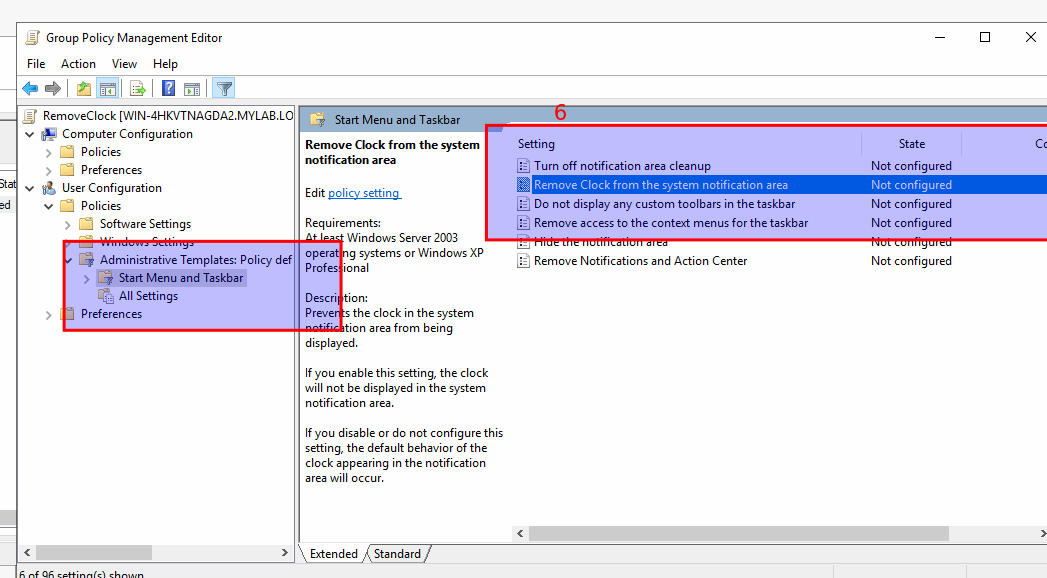 Group Policy Management Editor
File Action View Help
RemoveClock [WIN-4HKVTNAGDA2.MYLAB.LO
Computer Configuration
Policies
Preferences
User Configuration
Policies
Software Settings
Windows Settings
Administrative Templates: Policy def
Start Menu and Taskbar
All Settings
Preferences
Start Menu and Taskbar
6
Remove Clock from the system
notification area
Edit policy setting
Requirements:
At least Windows Server 2003
operating systems or Windows XP
Professional
Description:
Prevents the clock in the system
notification area from being
displayed.
If you enable this setting, the clock
will not be displayed in the system
notification area.
If you disable or do not configure this
setting, the default behavior of the
clock appearing in the notification
area will occur.
Setting State Co
Turn off notification area cleanup Not configured
Remove Clock from the system notification area Not configured
Do not display any custom toolbars in the taskbar Not configured
Remove access to the context menus for the taskbar Not configured
Hide the notification area Not configured
Remove Notifications and Action Center Not configured
Extended Standard
Stat
ed
6 of 96 setting(s) shown